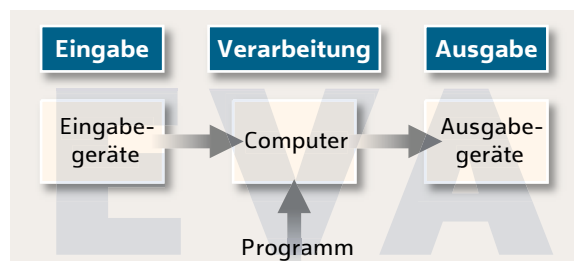 Eingabe Verarbeitung Ausgabe
Eingabe-
geräte
Computer
Ausgabe-
geräte
Programm
EVA